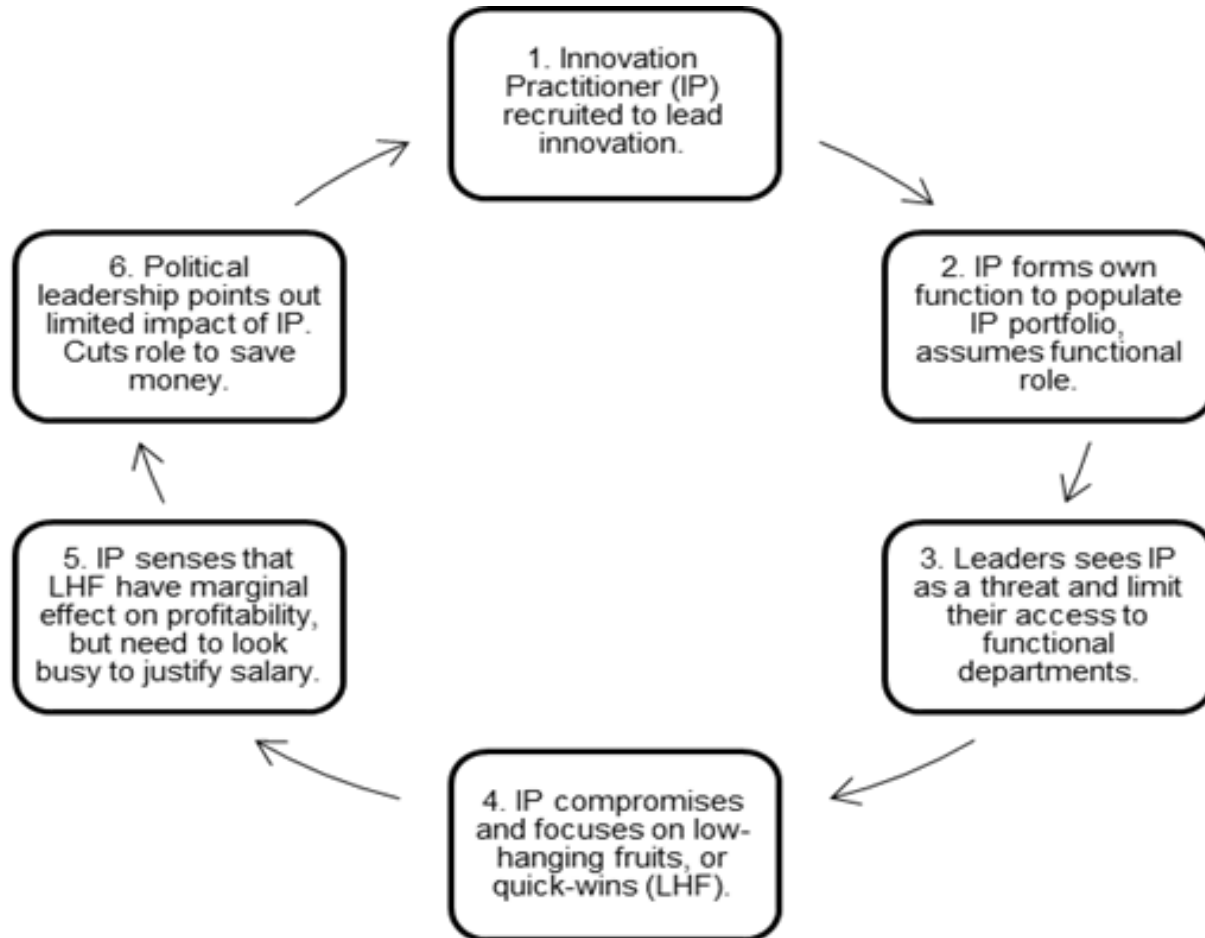 1. Innovation
Practitioner (IP)
recruited to lead
innovation.
2. IP forms own
function to populate
IP portfolio,
assumes functional
role.
3. Leaders sees IP
as a threat and limit
their access to
functional
departments.
4. IP compromises
and focuses on low-
hanging fruits, or
quick-wins (LHF).
5. IP senses that
LHF have marginal
effect on profitability,
but need to look
busy to justify salary.
6. Political
leadership points out
limited impact of IP.
Cuts role to save
money.